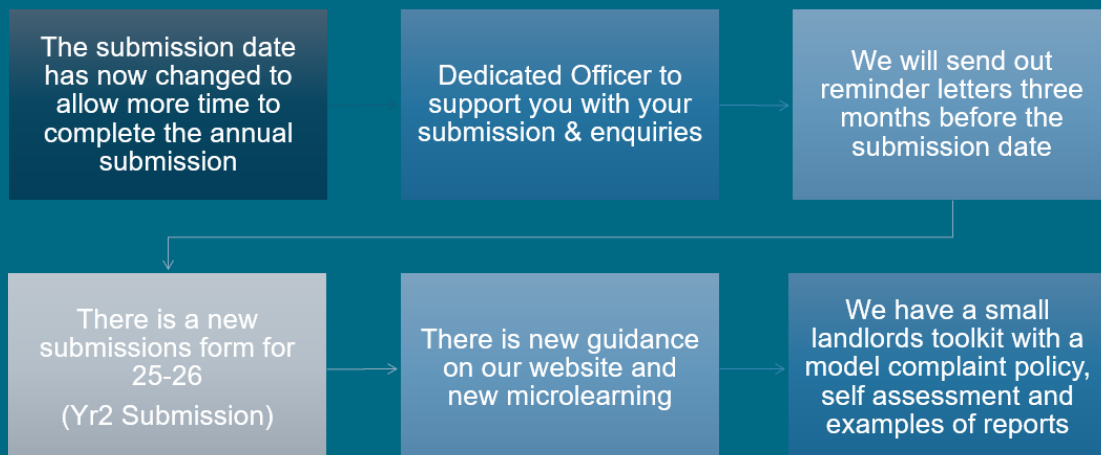 The submission date
has now changed to
allow more time to
complete the annual
submission
Dedicated Officer to
support you with your
submission & enquiries
We will send out
reminder letters three
months before the
submission date
There is a new
submissions form for
25-26
(Yr2 Submission)
There is new guidance
on our website and
new microlearning
We have a small
landlords toolkit with a
model complaint policy,
self assessment and
examples of reports